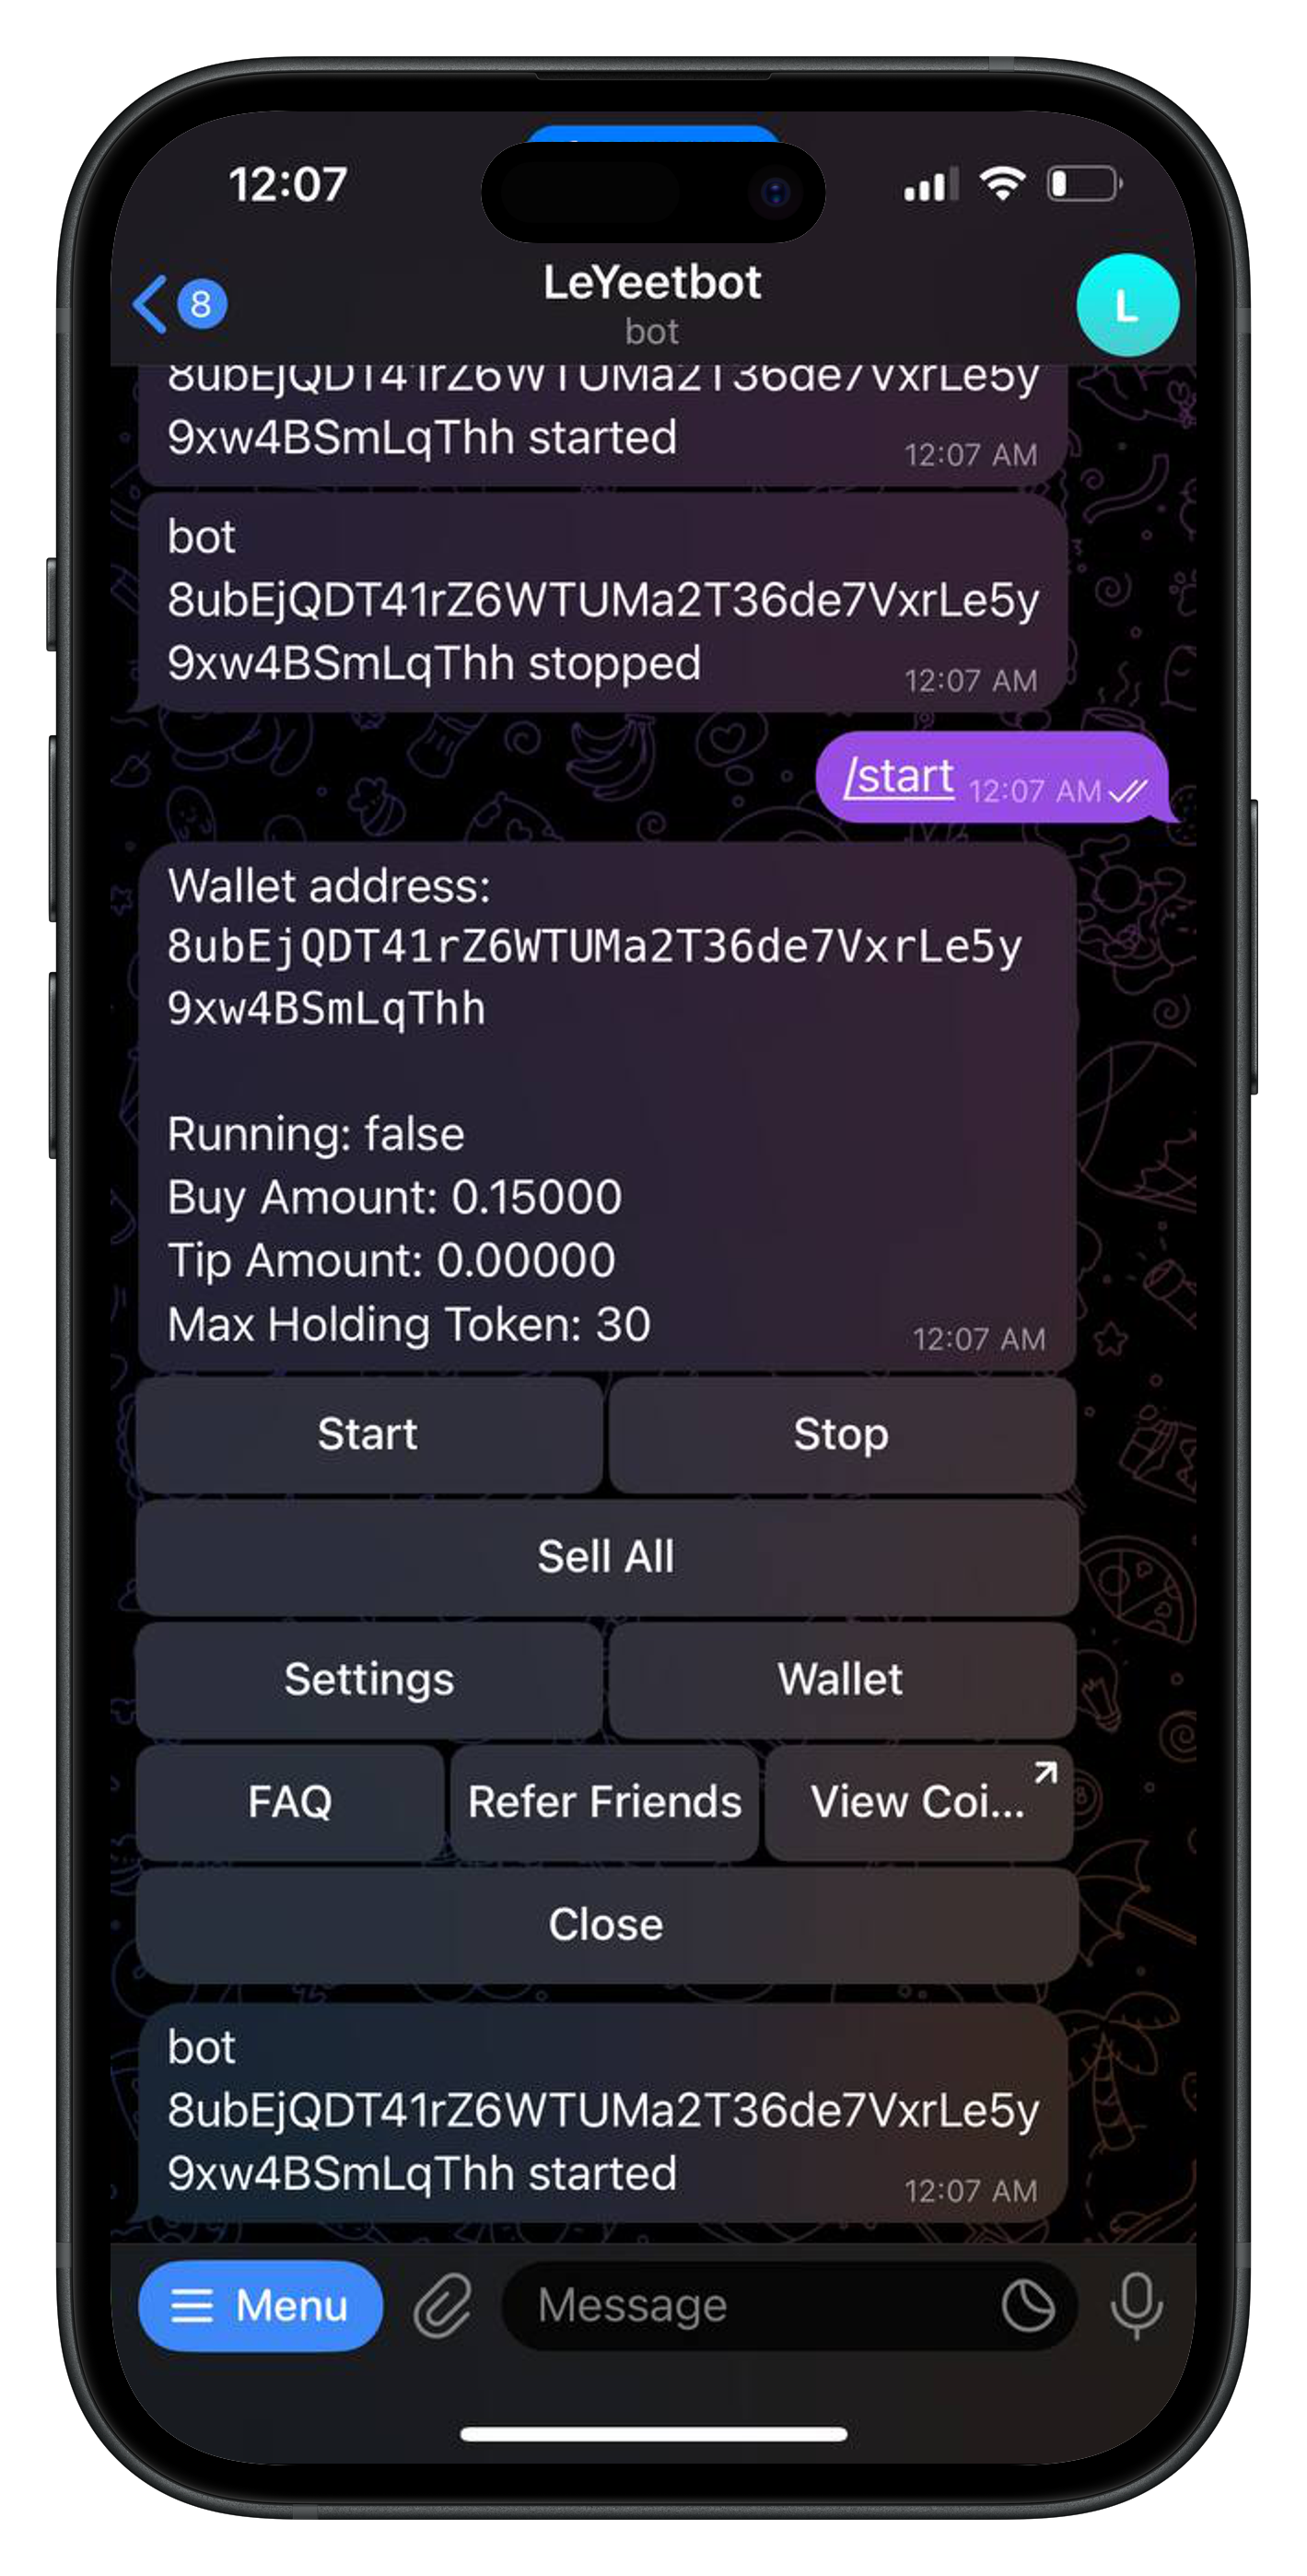 12:07
8
LeYeetbot
bot
L
8ubEjQDT41rZ6WTUMa2T36de7VxrLe5y
9xw4BSmLqThh started
12:07 AM
bot
8ubEjQDT41rZ6WTUMa2T36de7VxrLe5y
9xw4BSmLqThh stopped
12:07 AM
/start 12:07 AM
Wallet address:
8ubEjQDT41rZ6WTUMa2T36de7VxrLe5y
9xw4BSmLqThh
Running: false
Buy Amount: 0.15000
Tip Amount: 0.00000
Max Holding Token: 30
12:07 AM
Start
Stop
Sell All
Settings
Wallet
FAQ
Refer Friends
View Coi...
Close
bot
8ubEjQDT41rZ6WTUMa2T36de7VxrLe5y
9xw4BSmLqThh started
12:07 AM
Menu
Message